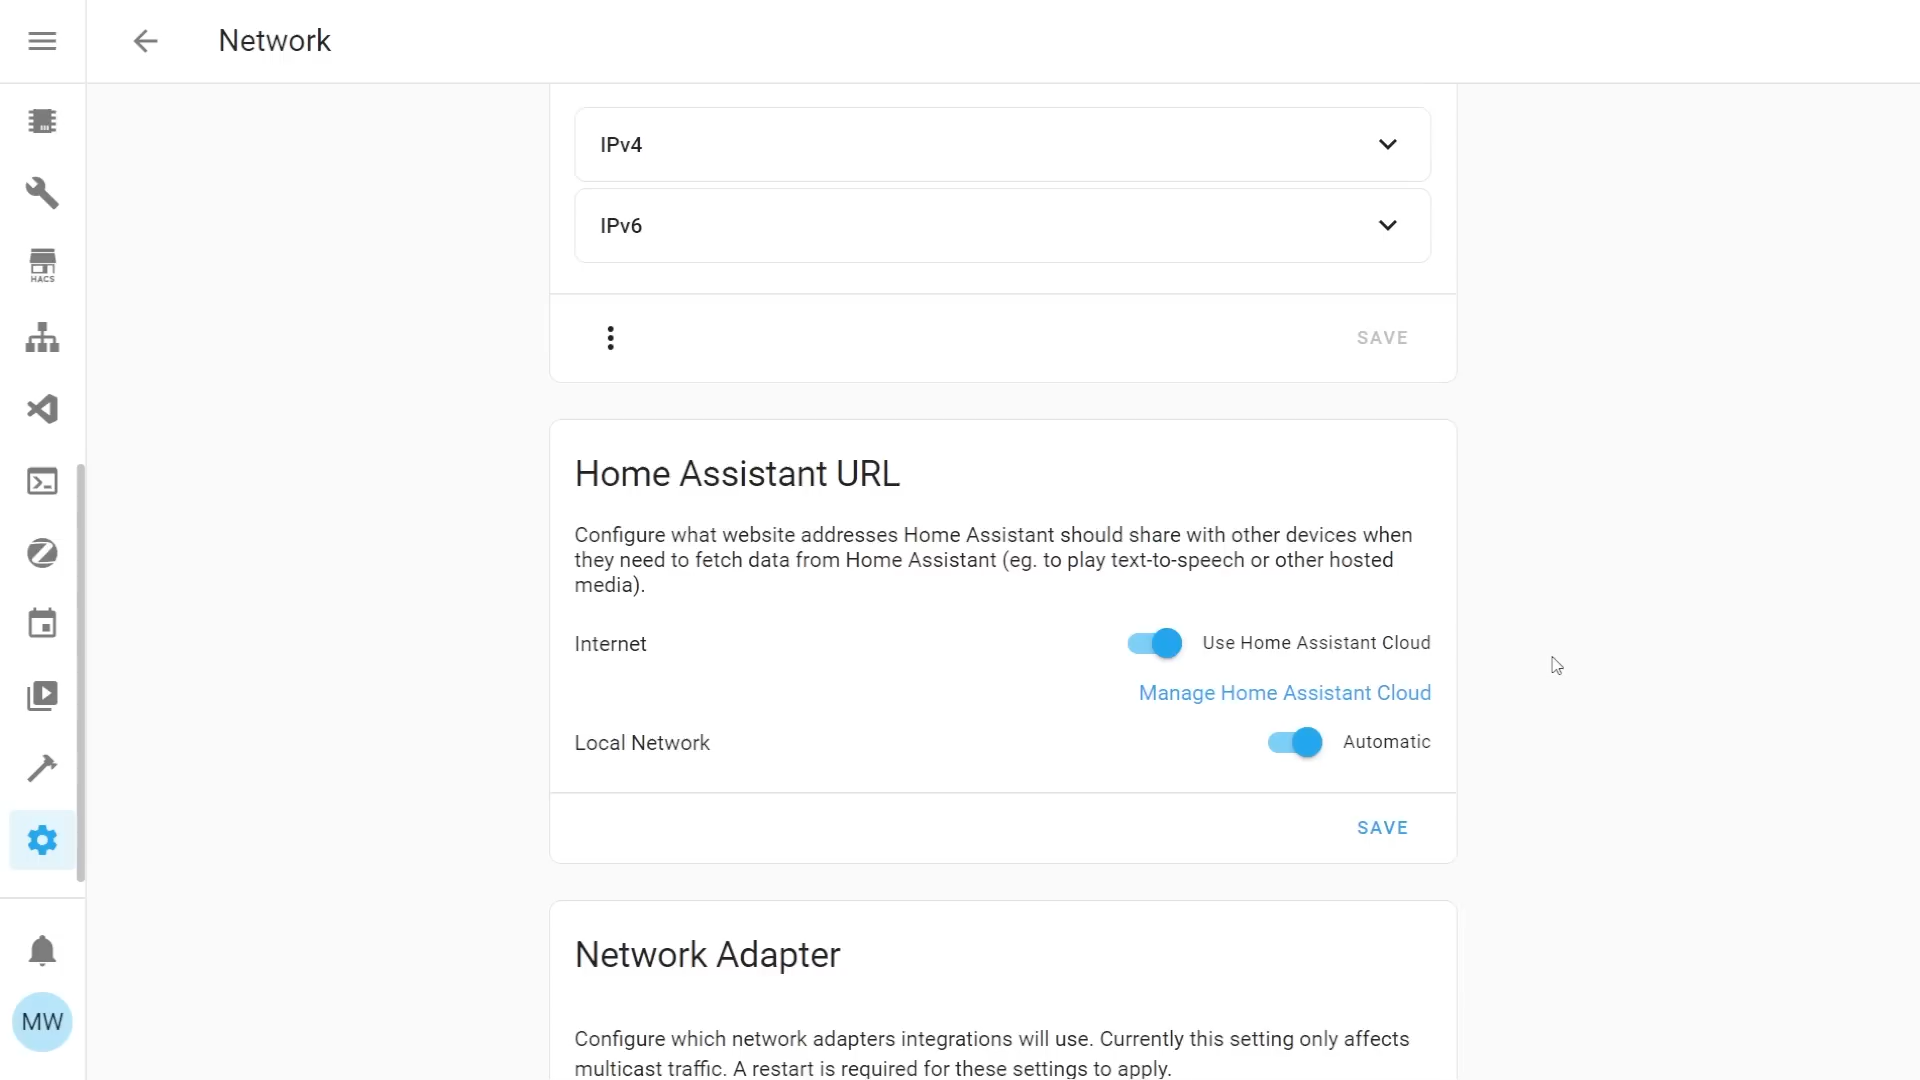 Network
IPv4
IPv6
HACS
SAVE
Home Assistant URL
Configure what website addresses Home Assistant should share with other devices when
they need to fetch data from Home Assistant (eg. to play text-to-speech or other hosted
media).
Internet
Use Home Assistant Cloud
Manage Home Assistant Cloud
Local Network
Automatic
SAVE
Network Adapter
MW
Configure which network adapters integrations will use. Currently this setting only affects
multicast traffic. A restart is required for these settings to apply.